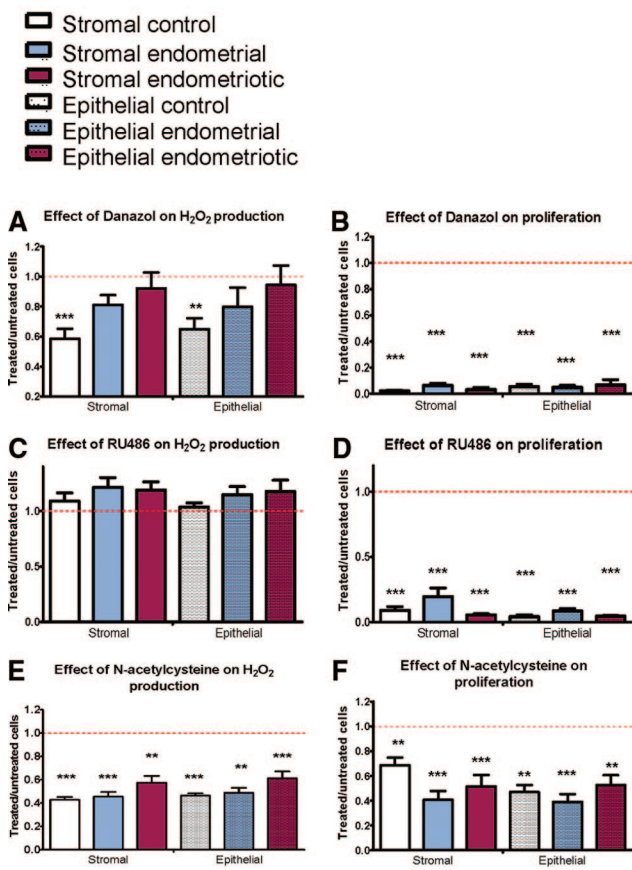 Stromal control
Stromal endometrial
Stromal endometriotic
Epithelial control
Epithelial endometrial
Epithelial endometriotic
A
Effect of Danazol on H₂O₂ production
Treated/untreated cells
1.2
1.0
0.8
0.6
0.4
0.2
***
**
Stromal
Epithelial
B
Effect of Danazol on proliferation
Treated/untreated cells
1.2
1.0
0.8
0.6
0.4
0.2
0.0
***
***
***
***
***
***
Stromal
Epithelial
C
Effect of RU486 on H₂O₂ production
Treated/untreated cells
1.0
0.5
0.0
Stromal
Epithelial
D
Effect of RU486 on proliferation
Treated/untreated cells
1.0
0.5
0.0
***
***
***
***
***
***
Stromal
Epithelial
E
Effect of N-acetylcysteine on H₂O₂
production
Treated/untreated cells
1.2
1.0
0.8
0.6
0.4
0.2
0.0
***
***
**
***
**
***
Stromal
Epithelial
F
Effect of N-acetylcysteine on
proliferation
Treated/untreated cells
1.2
1.0
0.8
0.6
0.4
0.2
0.0
**
***
***
**
***
**
Stromal
Epithelial